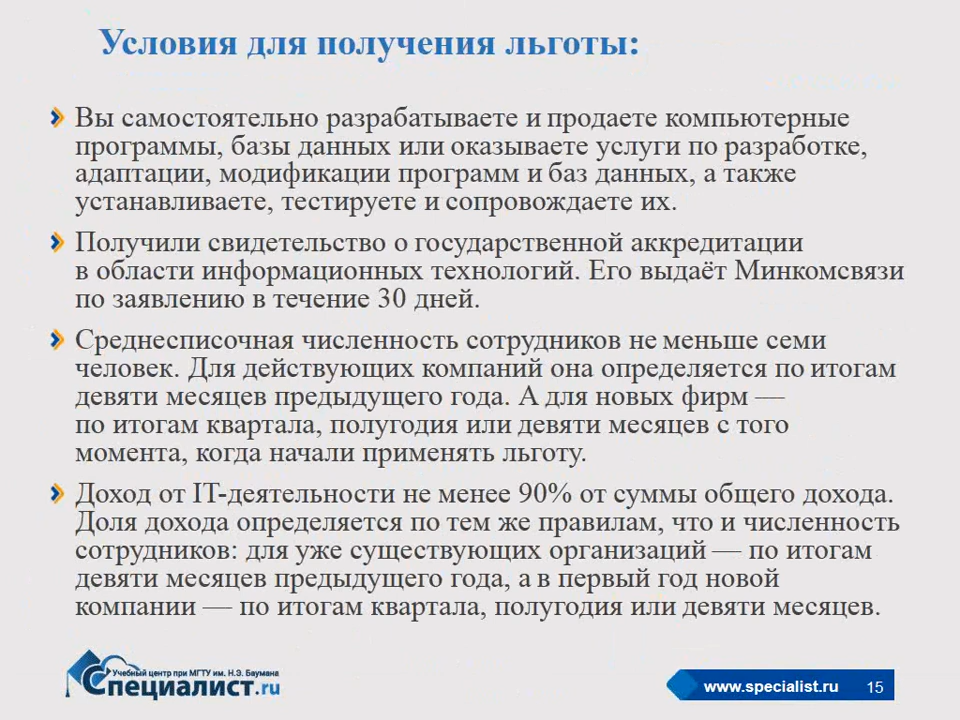 Условия для получения льготы:
Вы самостоятельно разрабатываете и продаете компьютерные
программы, базы данных или оказываете услуги по разработке,
адаптации, модификации программ и баз данных, а также
устанавливаете, тестируете и сопровождаете их.
Получили свидетельство о государственной аккредитации
в области информационных технологий. Его выдаёт Минкомсвязи
по заявлению в течение 30 дней.
Среднесписочная численность сотрудников не меньше семи
человек. Для действующих компаний она определяется по итогам
девяти месяцев предыдущего года. А для новых фирм —
по итогам квартала, полугодия или девяти месяцев с того
момента, когда начали применять льготу.
Доход от IT-деятельности не менее 90% от суммы общего дохода.
Доля дохода определяется по тем же правилам, что и численность
сотрудников: для уже существующих организаций — по итогам
девяти месяцев предыдущего года, а в первый год новой
компании — по итогам квартала, полугодия или девяти месяцев.
Учебный центр при МГТУ им. Н.Э. Баумана
Специалист.ru
www.specialist.ru 15